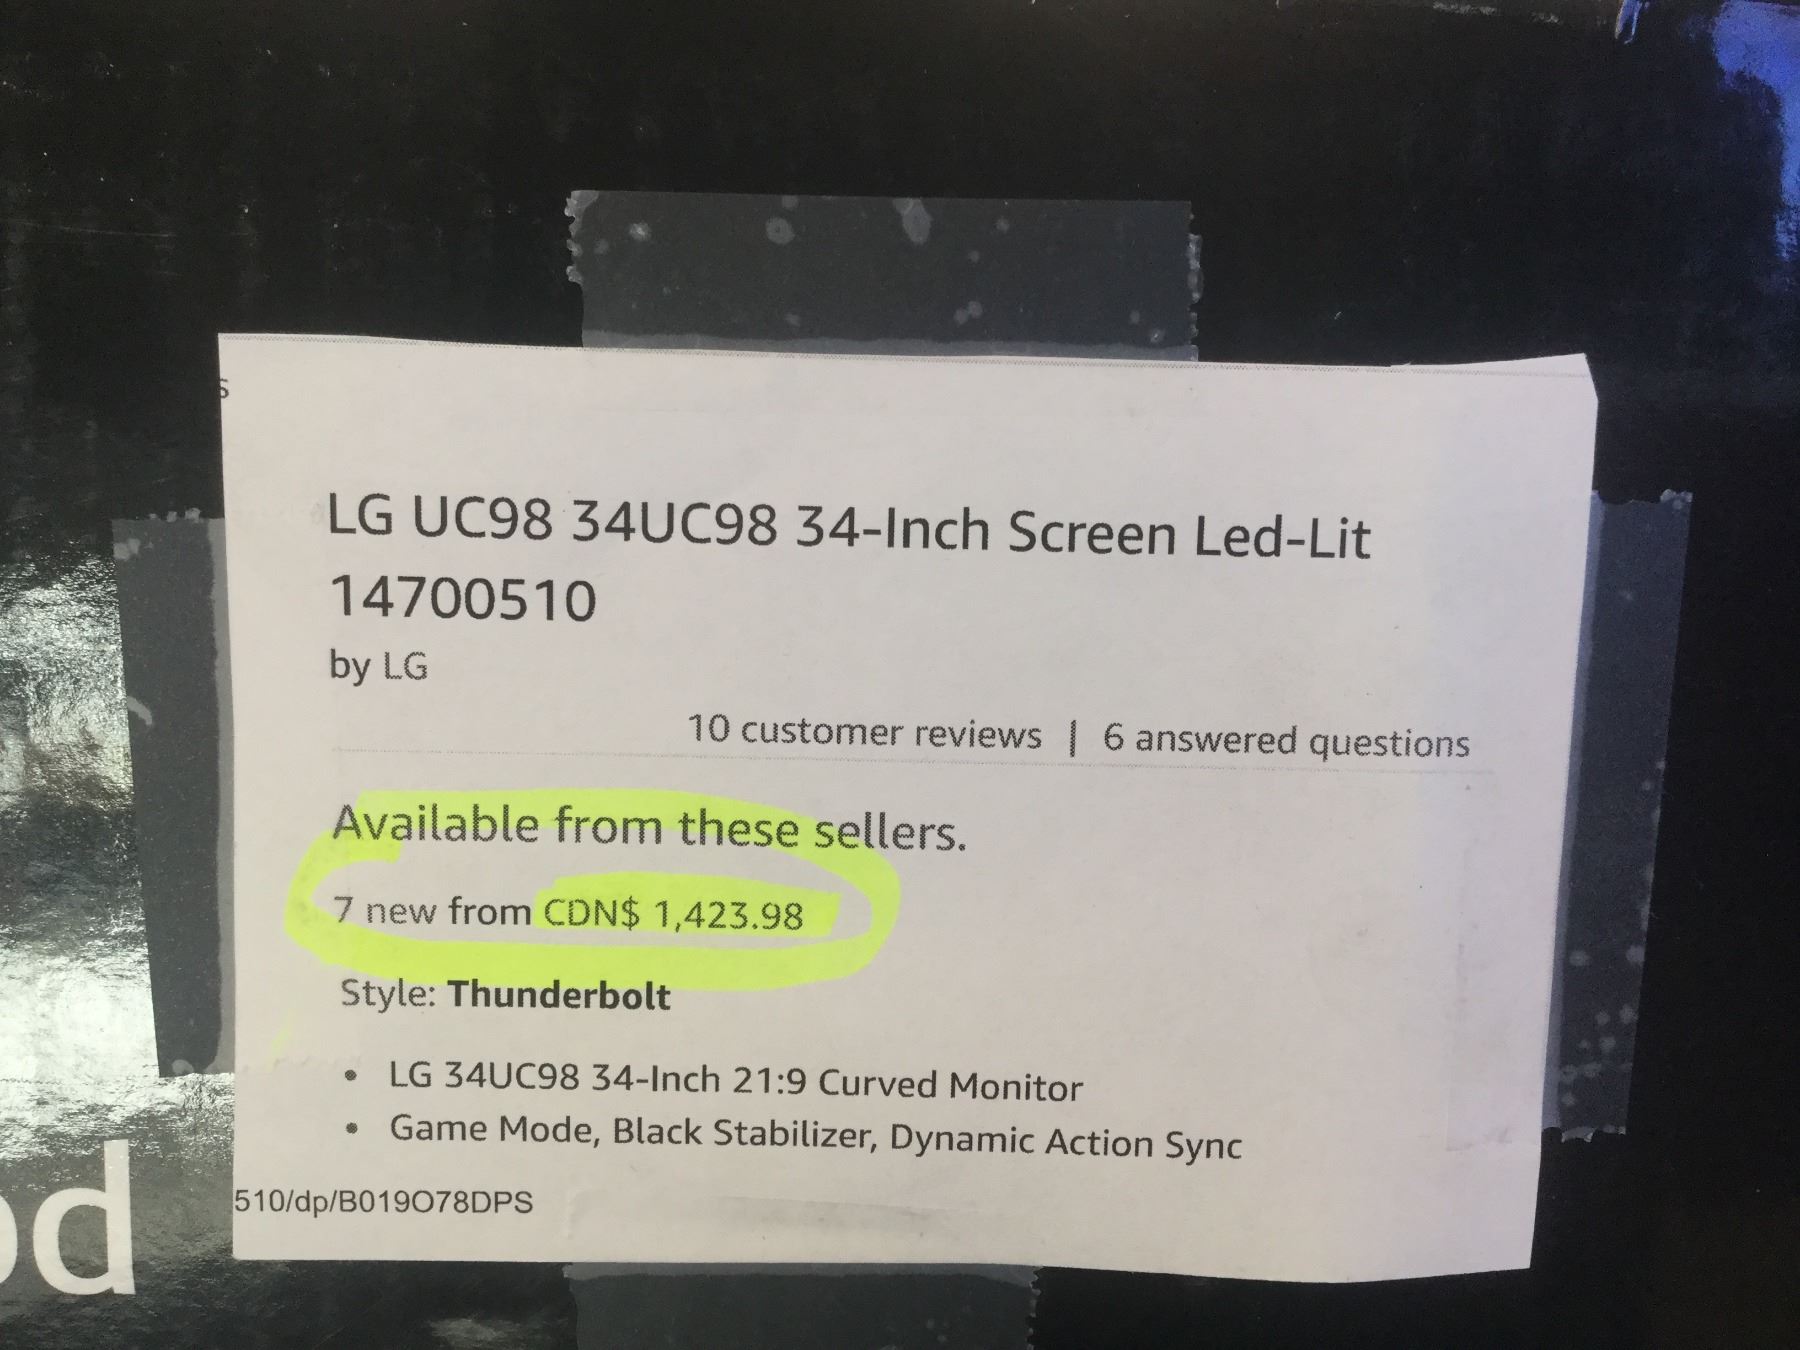 s
LG UC98 34UC98 34-Inch Screen Led-Lit
14700510
by LG
10 customer reviews | 6 answered questions
Available from these sellers.
7 new from CDN$ 1,423.98
Style: Thunderbolt
• LG 34UC98 34-Inch 21:9 Curved Monitor
• Game Mode, Black Stabilizer, Dynamic Action Sync
510/dp/B019O78DPS
od